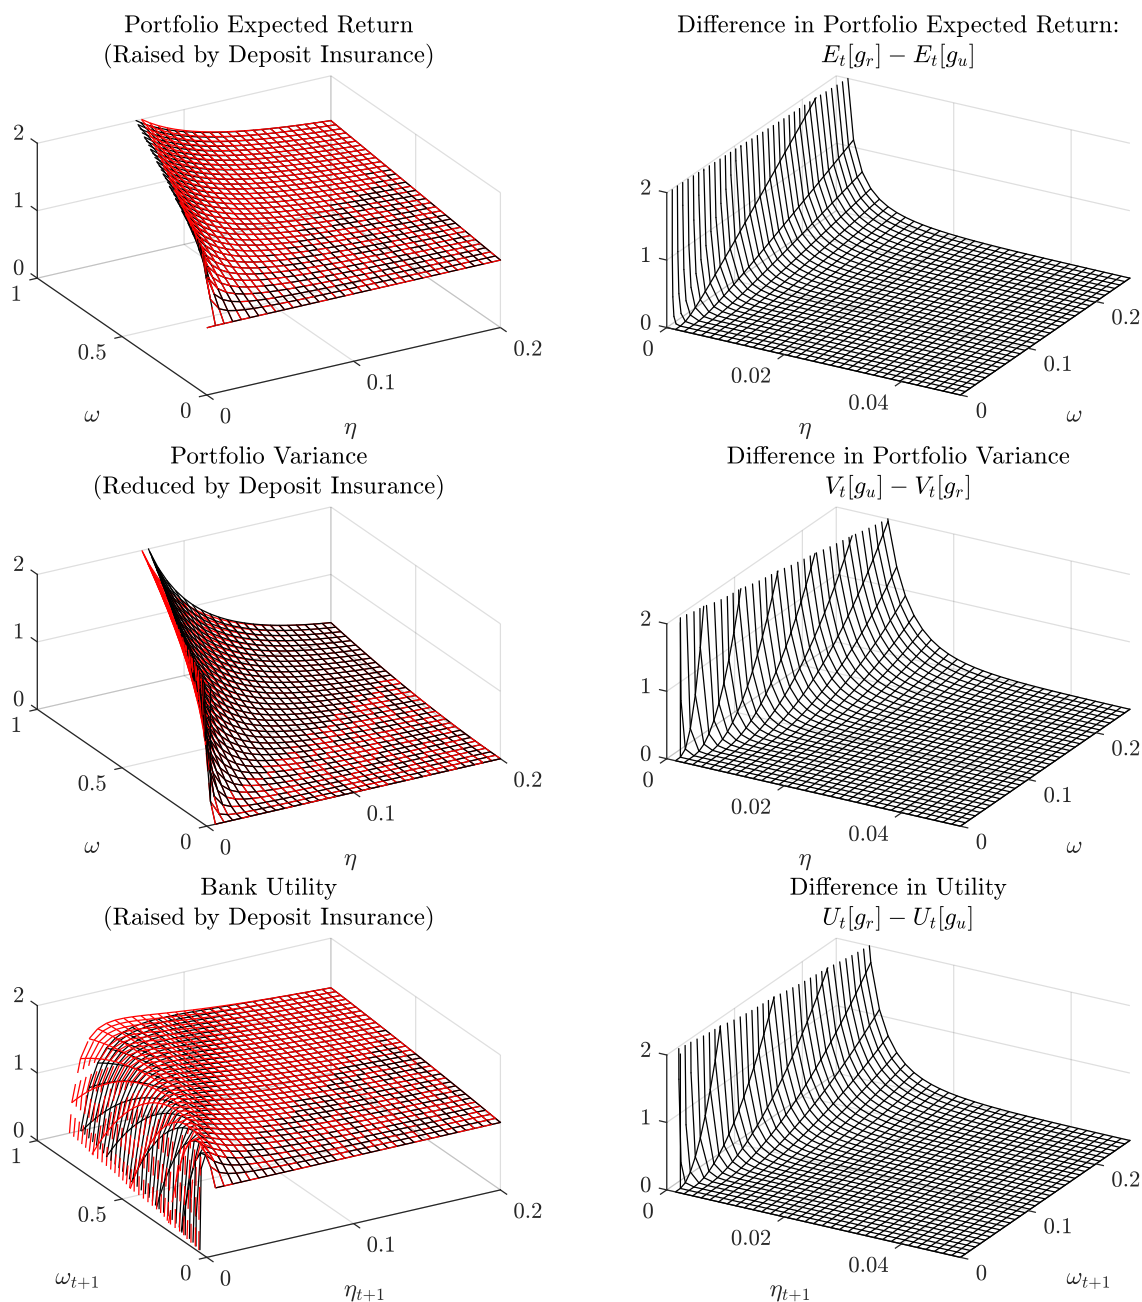 Portfolio Expected Return
(Raised by Deposit Insurance)
2
1
0
1
0.5
0
ω
0
0.1
0.2
η
Difference in Portfolio Expected Return:
E_t[g_r] − E_t[g_u]
2
1
0
0
0.02
0.04
η
0
0.1
0.2
ω
Portfolio Variance
(Reduced by Deposit Insurance)
2
1
0
1
0.5
0
ω
0
0.1
0.2
η
Difference in Portfolio Variance
V_t[g_u] − V_t[g_r]
2
1
0
0
0.02
0.04
η
0
0.1
0.2
ω
Bank Utility
(Raised by Deposit Insurance)
2
1
0
1
0.5
0
ω_{t+1}
0
0.1
0.2
η_{t+1}
Difference in Utility
U_t[g_r] − U_t[g_u]
2
1
0
0
0.02
0.04
η_{t+1}
0
0.1
0.2
ω_{t+1}